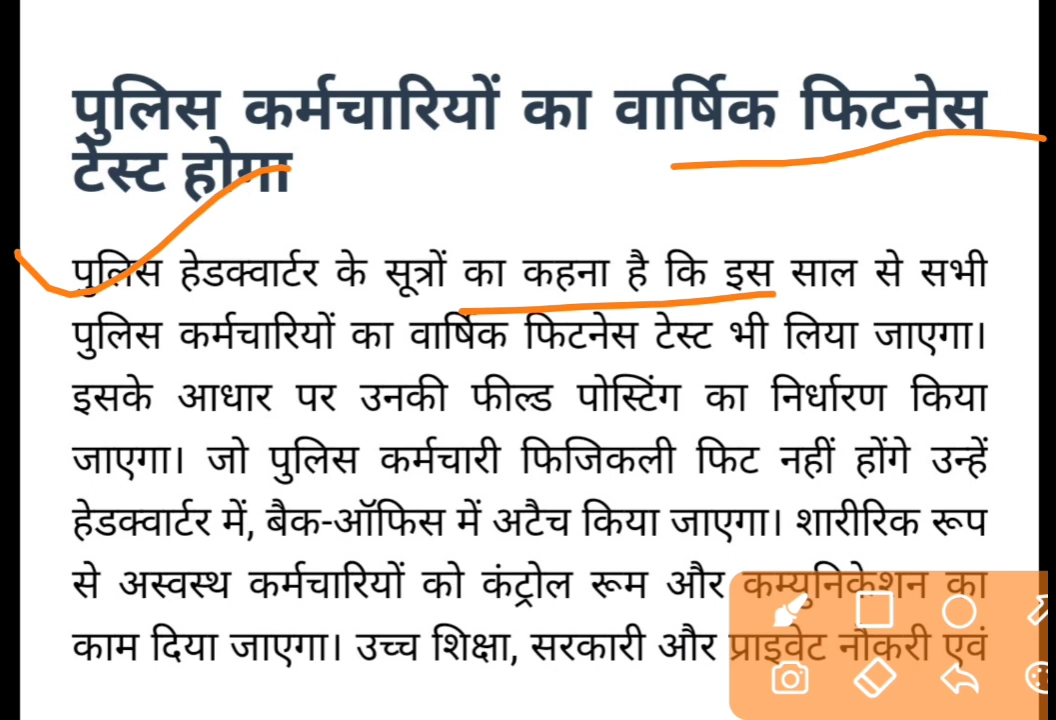 पुलिस कर्मचारियों का वार्षिक फिटनेस
टेस्ट होगा
पुलिस हेडक्वार्टर के सूत्रों का कहना है कि इस साल से सभी
पुलिस कर्मचारियों का वार्षिक फिटनेस टेस्ट भी लिया जाएगा।
इसके आधार पर उनकी फील्ड पोस्टिंग का निर्धारण किया
जाएगा। जो पुलिस कर्मचारी फिजिकली फिट नहीं होंगे उन्हें
हेडक्वार्टर में, बैक-ऑफिस में अटैच किया जाएगा। शारीरिक रूप
से अस्वस्थ कर्मचारियों को कंट्रोल रूम और कम्युनिकेशन का
काम दिया जाएगा। उच्च शिक्षा, सरकारी और प्राइवेट नौकरी एवं